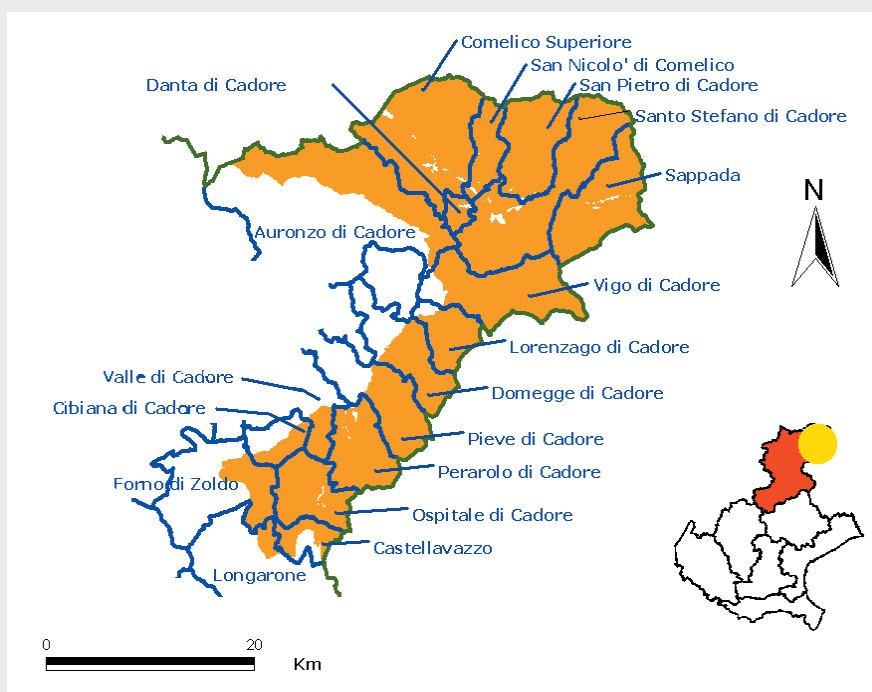 Comelico Superiore
San Nicolo' di Comelico
Danta di Cadore
San Pietro di Cadore
Santo Stefano di Cadore
Sappada
N
Auronzo di Cadore
Vigo di Cadore
Lorenzago di Cadore
Valle di Cadore
Domegge di Cadore
Cibiana di Cadore
Pieve di Cadore
Perarolo di Cadore
Forno di Zoldo
Ospitale di Cadore
Castellavazzo
Longarone
0 20
Km